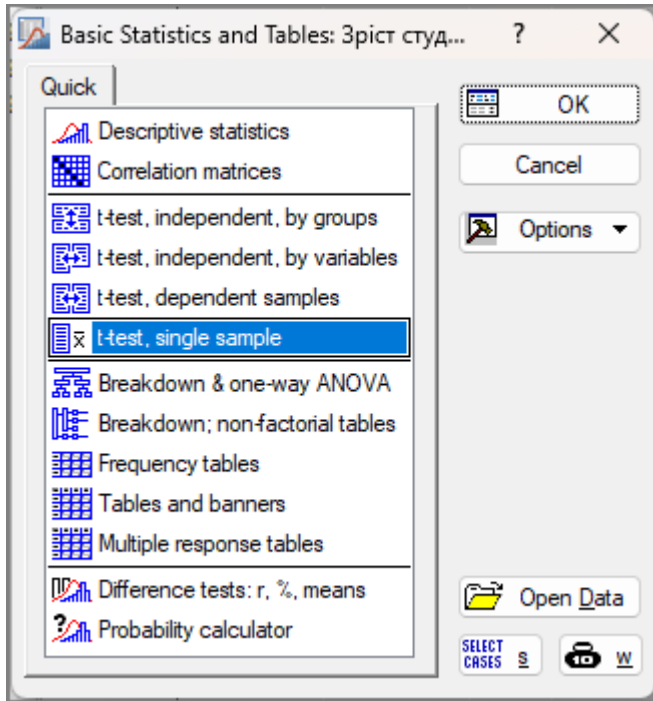 Basic Statistics and Tables: Зріст студ... ?
Quick
OK
Cancel
Options
Descriptive statistics
Correlation matrices
t-test, independent, by groups
t-test, independent, by variables
t-test, dependent samples
x t-test, single sample
Breakdown & one-way ANOVA
Breakdown; non-factorial tables
Frequency tables
Tables and banners
Multiple response tables
Difference tests: r, %, means
? Probability calculator
Open Data
SELECT
CASES S
10 W